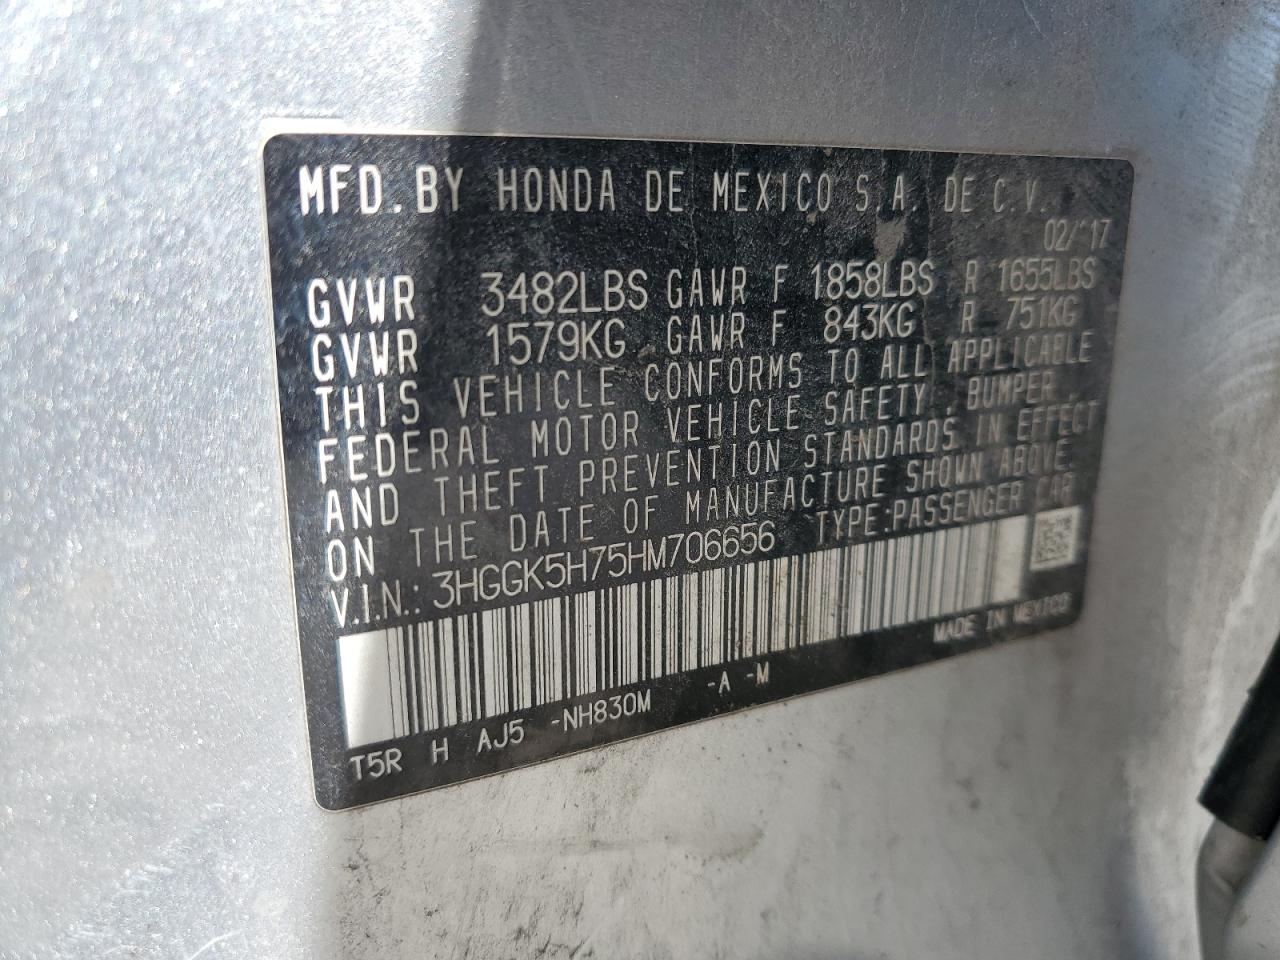 MFD. BY HONDA DE MEXICO S.A. DE C.V.
02/'17
GVWR 3482LBS GAWR F 1858LBS R 1655LBS
GVWR 1579KG GAWR F 843KG R 751KG
THIS VEHICLE CONFORMS TO ALL APPLICABLE
FEDERAL MOTOR VEHICLE SAFETY, BUMPER,
AND THEFT PREVENTION STANDARDS IN EFFECT
ON THE DATE OF MANUFACTURE SHOWN ABOVE.
V.I.N.: 3HGGK5H75HM706656 TYPE:PASSENGER CAR
MADE IN MEXICO
T5R H AJ5 -NH830M -A -M